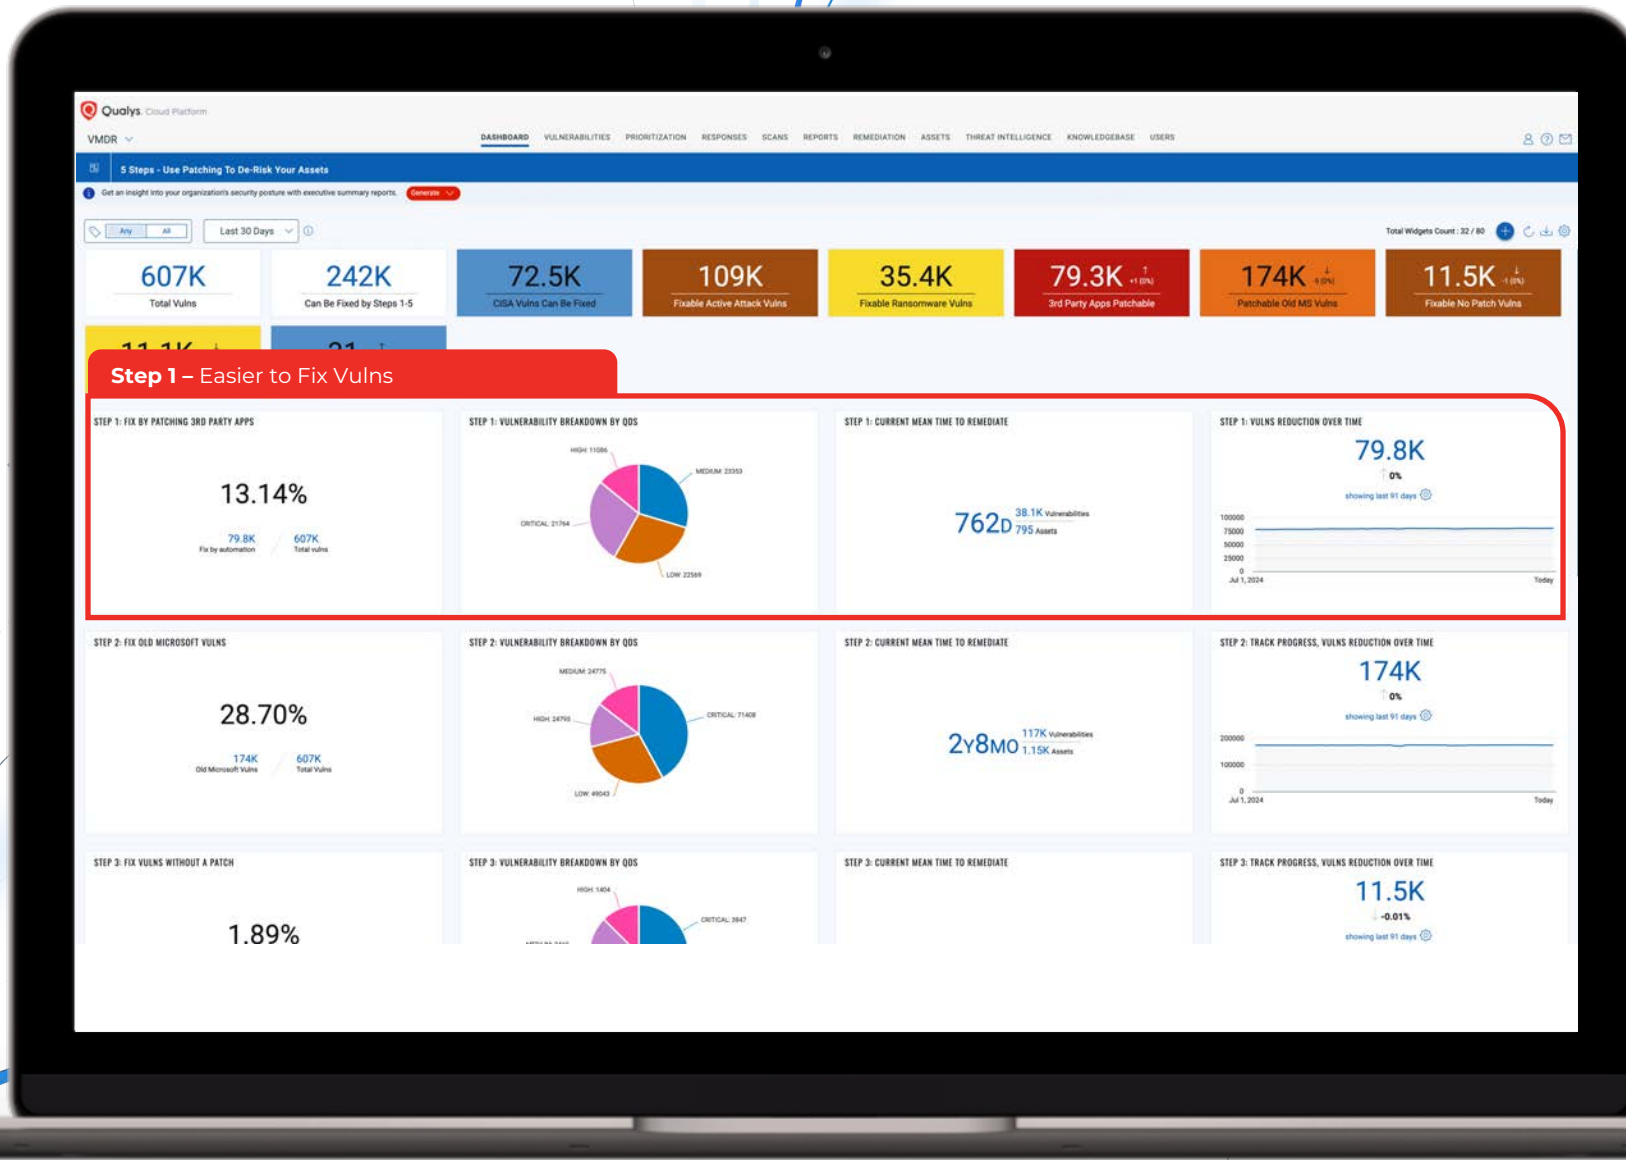 Qualys. Cloud Platform
VMDR
DASHBOARD VULNERABILITIES PRIORITIZATION RESPONSES SCANS REPORTS REMEDIATION ASSETS THREAT INTELLIGENCE KNOWLEDGEBASE USERS
5 Steps - Use Patching To De-Risk Your Assets
Get an insight into your organization's security posture with executive summary reports. Generate
Any All Last 30 Days
Total Widgets Count : 32 / 80
607K
Total Vulns
242K
Can Be Fixed by Steps 1-5
72.5K
CISA Vulns Can Be Fixed
109K
Fixable Active Attack Vulns
35.4K
Fixable Ransomware Vulns
79.3K +1 (0%)
3rd Party Apps Patchable
174K
Patchable Old MS Vulns
11.5K -1 (0%)
Fixable No Patch Vulns
Step 1 – Easier to Fix Vulns
STEP 1: FIX BY PATCHING 3RD PARTY APPS
13.14%
79.8K
Fix by automation
607K
Total vulns
STEP 1: VULNERABILITY BREAKDOWN BY QDS
HIGH: 11086
MEDIUM: 23353
CRITICAL: 21764
LOW: 22569
STEP 1: CURRENT MEAN TIME TO REMEDIATE
762D
38.1K Vulnerabilities
795 Assets
STEP 1: VULNS REDUCTION OVER TIME
79.8K
0%
showing last 91 days
100000
75000
50000
25000
0
Jul 1, 2024 Today
STEP 2: FIX OLD MICROSOFT VULNS
28.70%
174K
Old Microsoft Vulns
607K
Total Vulns
STEP 2: VULNERABILITY BREAKDOWN BY QDS
MEDIUM: 24775
HIGH: 24795
CRITICAL: 71408
LOW: 49043
STEP 2: CURRENT MEAN TIME TO REMEDIATE
2Y8MO
117K Vulnerabilities
1.15K Assets
STEP 2: TRACK PROGRESS, VULNS REDUCTION OVER TIME
174K
0%
showing last 91 days
200000
100000
0
Jul 1, 2024 Today
STEP 3: FIX VULNS WITHOUT A PATCH
1.89%
STEP 3: VULNERABILITY BREAKDOWN BY QDS
HIGH: 1404
CRITICAL: 3947
STEP 3: CURRENT MEAN TIME TO REMEDIATE
STEP 3: TRACK PROGRESS, VULNS REDUCTION OVER TIME
11.5K
-0.01%
showing last 91 days